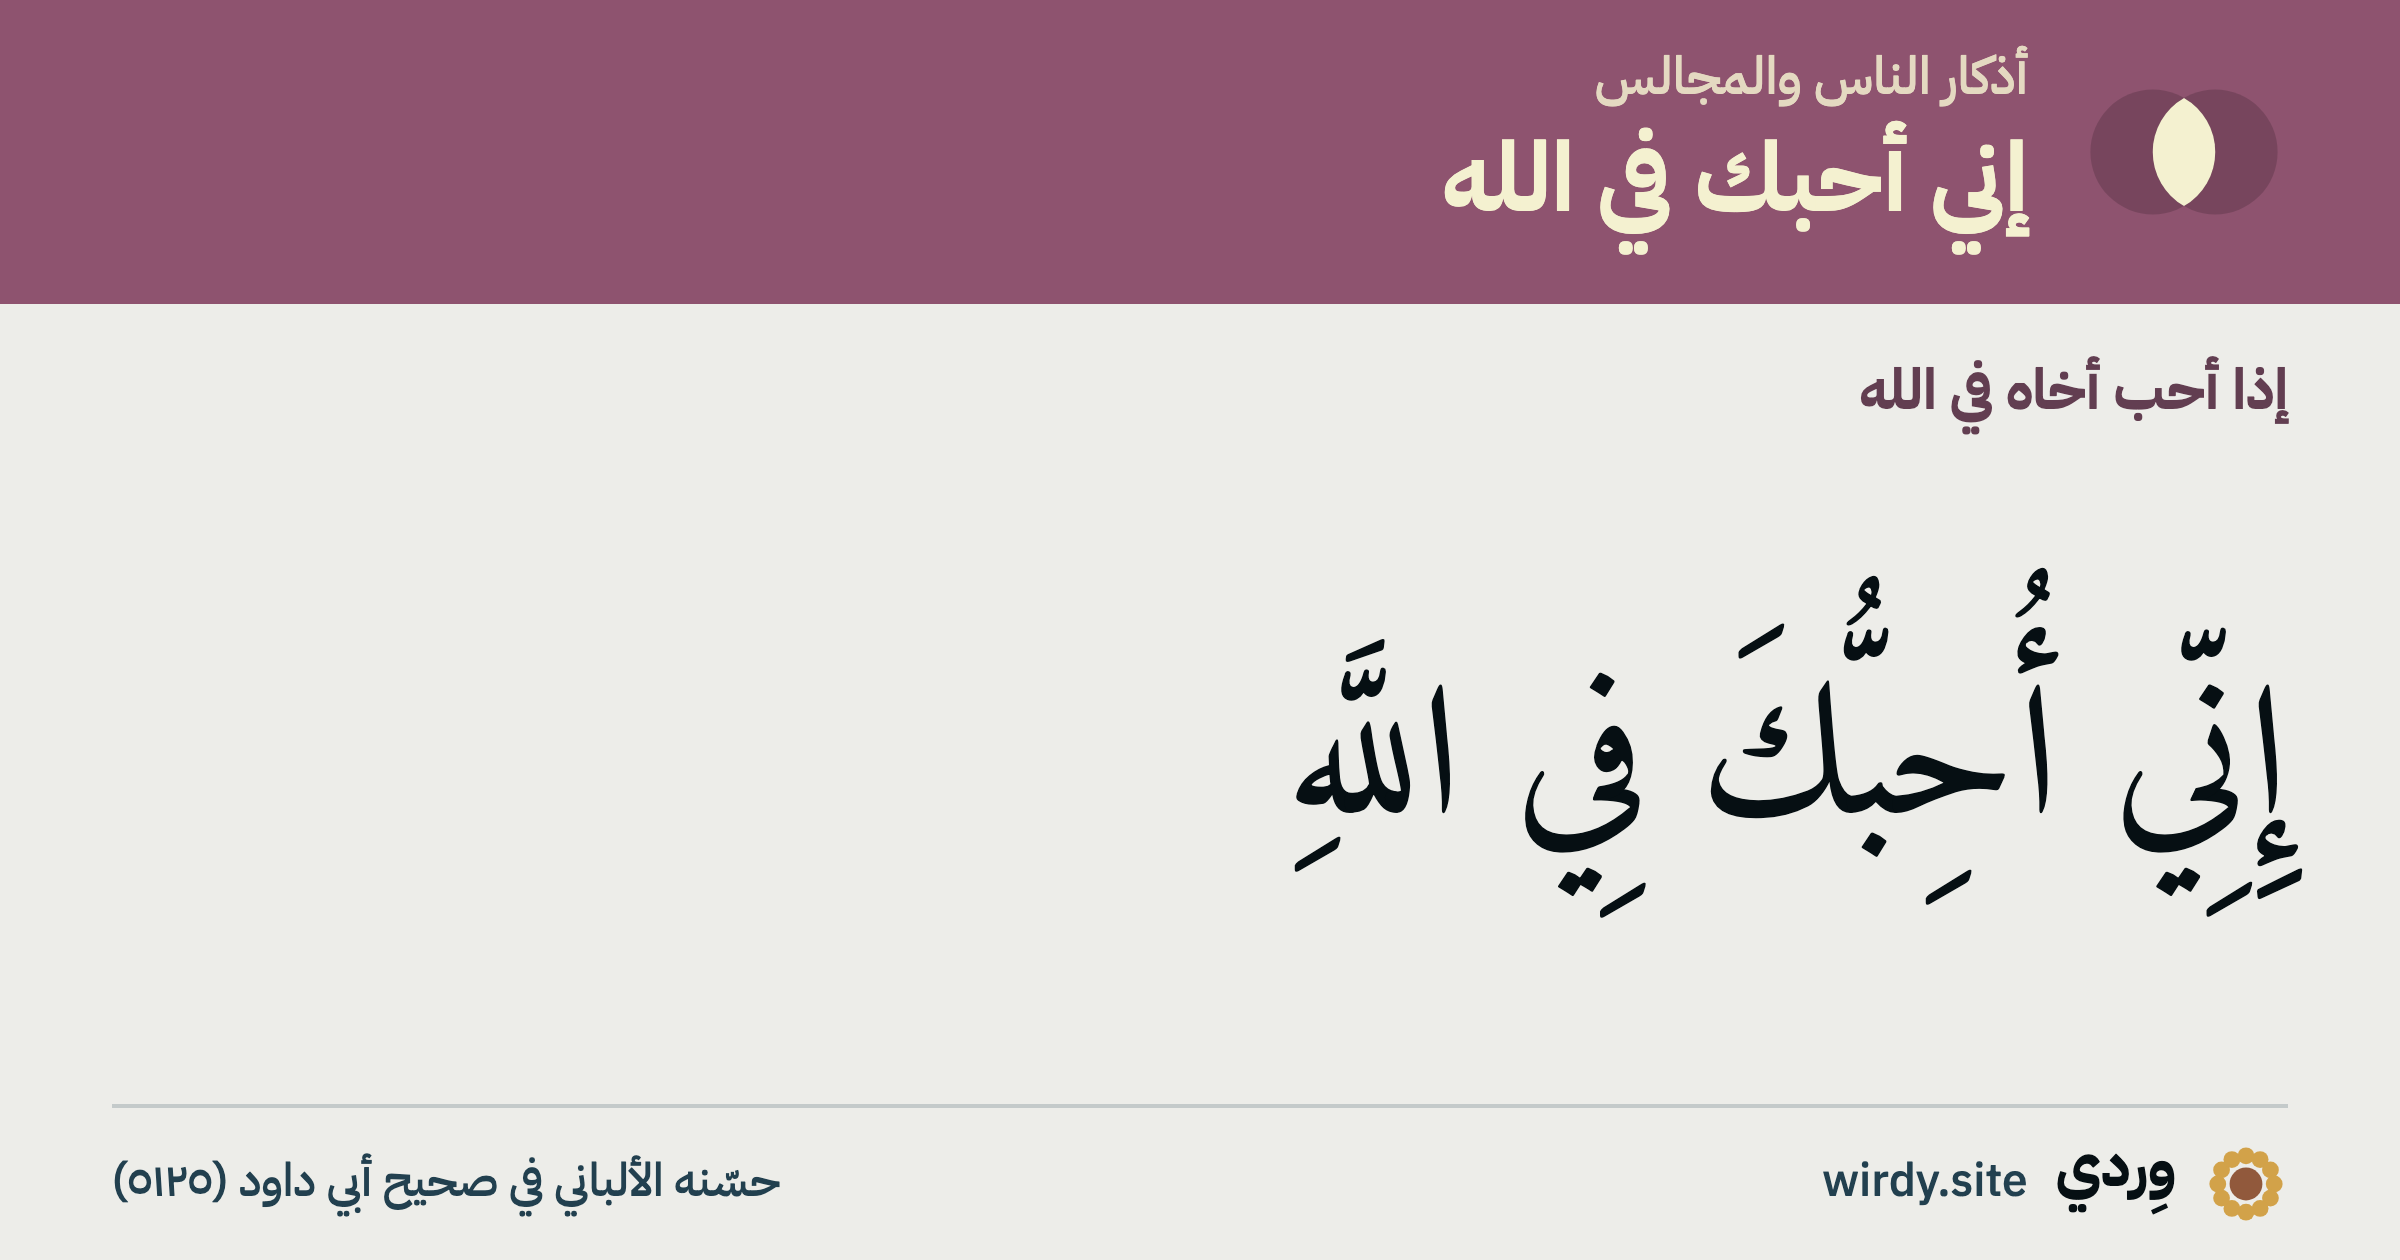 أذكار الناس والمجالس
إني أحبك في الله
إذا أحب أخاه في الله
إِنِّي أُحِبُّكَ فِي اللَّهِ
وِردي wirdy.site
حسّنه الألباني في صحيح أبي داود (٥١٢٥)